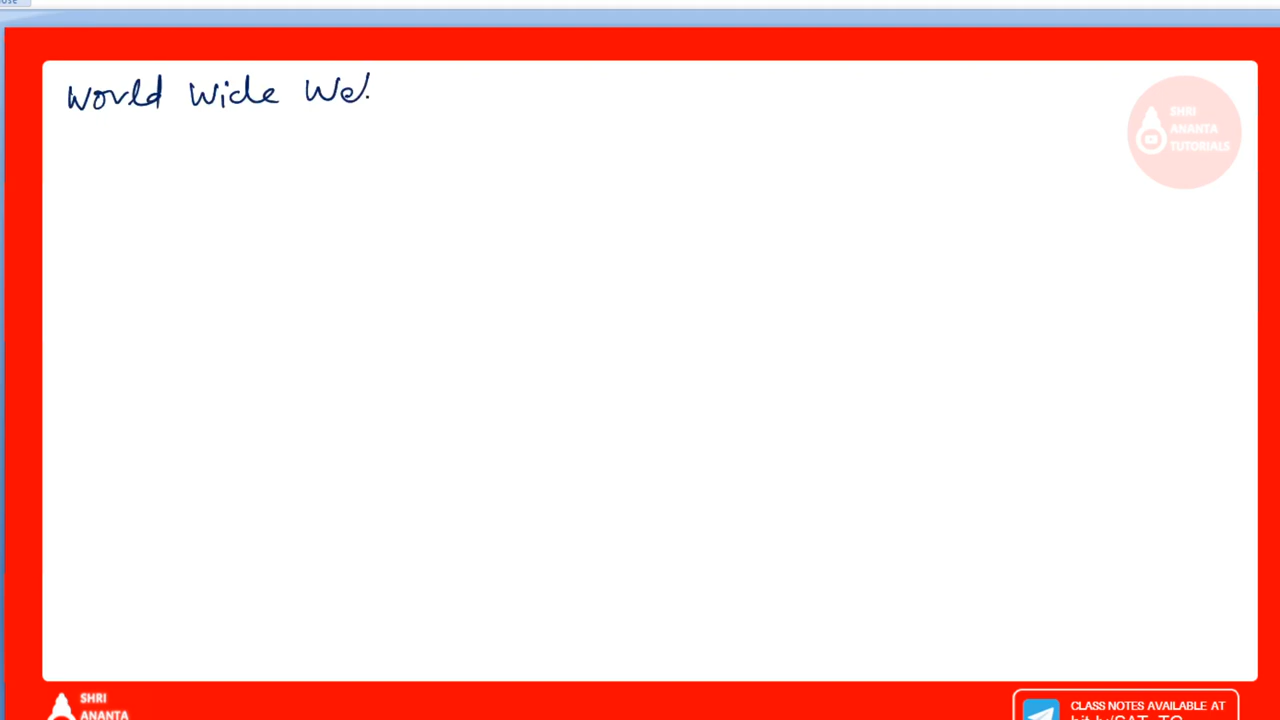 World Wide We
SHRI
ANANTA
TUTORIALS
SHRI
ANANTA
CLASS NOTES AVAILABLE AT